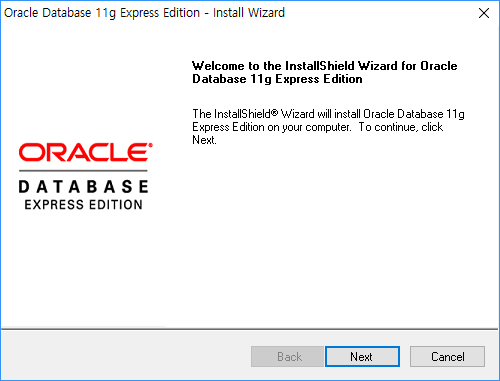 Oracle Database 11g Express Edition - Install Wizard
Welcome to the InstallShield Wizard for Oracle
Database 11g Express Edition
The InstallShield® Wizard will install Oracle Database 11g
Express Edition on your computer.  To continue, click
Next.
ORACLE®
DATABASE
EXPRESS EDITION
Back
Next
Cancel